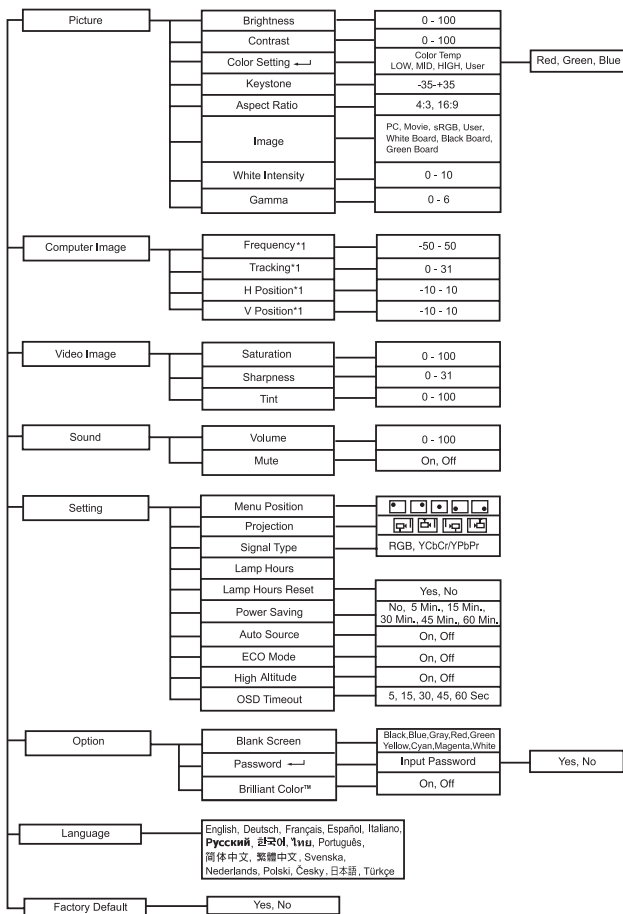 Picture
Brightness
0 - 100
Contrast
0 - 100
Color Setting ↵
Color Temp
LOW, MID, HIGH, User
Red, Green, Blue
Keystone
-35-+35
Aspect Ratio
4:3, 16:9
Image
PC, Movie, sRGB, User,
White Board, Black Board,
Green Board
White Intensity
0 - 10
Gamma
0 - 6
Computer Image
Frequency*1
-50 - 50
Tracking*1
0 - 31
H Position*1
-10 - 10
V Position*1
-10 - 10
Video Image
Saturation
0 - 100
Sharpness
0 - 31
Tint
0 - 100
Sound
Volume
0 - 100
Mute
On, Off
Setting
Menu Position
Projection
Signal Type
RGB, YCbCr/YPbPr
Lamp Hours
Lamp Hours Reset
Yes, No
Power Saving
No, 5 Min., 15 Min.,
30 Min., 45 Min., 60 Min.
Auto Source
On, Off
ECO Mode
On, Off
High Altitude
On, Off
OSD Timeout
5, 15, 30, 45, 60 Sec
Option
Blank Screen
Black,Blue,Gray,Red,Green
Yellow,Cyan,Magenta,White
Password ↵
Input Password
Yes, No
Brilliant Color™
On, Off
Language
English, Deutsch, Français, Español, Italiano,
Русский, 한국어, ไทย, Português,
简体中文, 繁體中文, Svenska,
Nederlands, Polski, Česky, 日本語, Türkçe
Factory Default
Yes, No